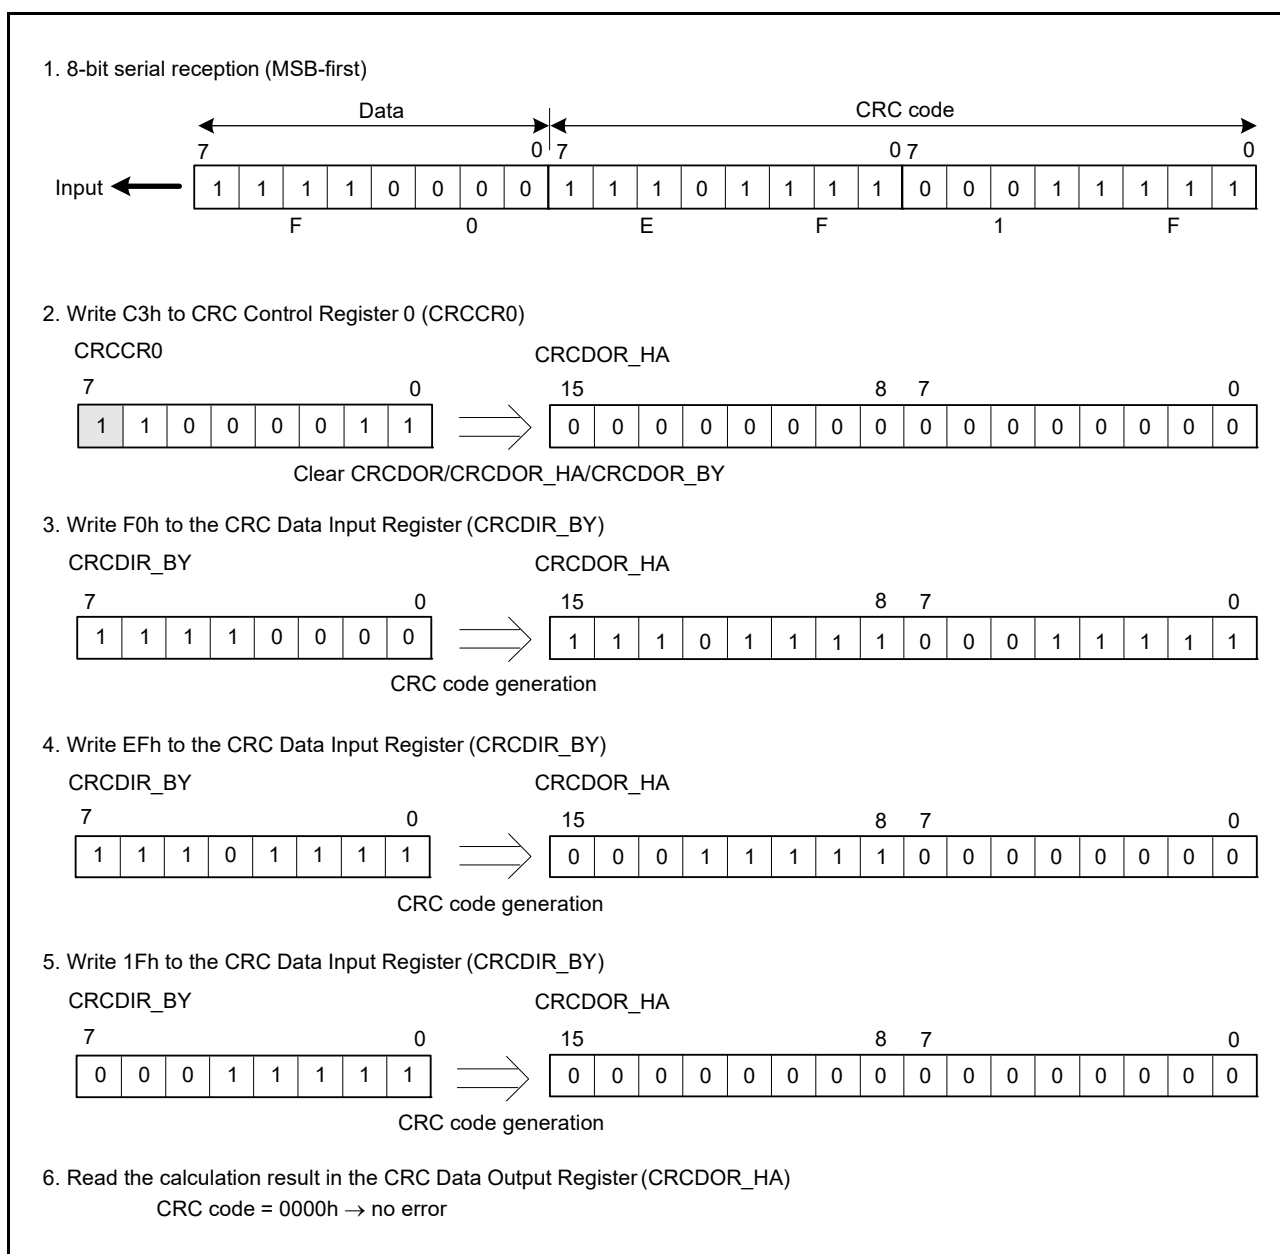 1. 8-bit serial reception (MSB-first)
Data CRC code
7 0 7 0 7 0
Input 1 1 1 1 0 0 0 0 1 1 1 0 1 1 1 1 0 0 0 1 1 1 1 1
F 0 E F 1 F
2. Write C3h to CRC Control Register 0 (CRCCR0)
CRCCR0 CRCDOR_HA
7 0 15 8 7 0
1 1 0 0 0 0 1 1 0 0 0 0 0 0 0 0 0 0 0 0 0 0 0 0
Clear CRCDOR/CRCDOR_HA/CRCDOR_BY
3. Write F0h to the CRC Data Input Register (CRCDIR_BY)
CRCDIR_BY CRCDOR_HA
7 0 15 8 7 0
1 1 1 1 0 0 0 0 1 1 1 0 1 1 1 1 0 0 0 1 1 1 1 1
CRC code generation
4. Write EFh to the CRC Data Input Register (CRCDIR_BY)
CRCDIR_BY CRCDOR_HA
7 0 15 8 7 0
1 1 1 0 1 1 1 1 0 0 0 1 1 1 1 1 0 0 0 0 0 0 0 0
CRC code generation
5. Write 1Fh to the CRC Data Input Register (CRCDIR_BY)
CRCDIR_BY CRCDOR_HA
7 0 15 8 7 0
0 0 0 1 1 1 1 1 0 0 0 0 0 0 0 0 0 0 0 0 0 0 0 0
CRC code generation
6. Read the calculation result in the CRC Data Output Register (CRCDOR_HA)
CRC code = 0000h → no error